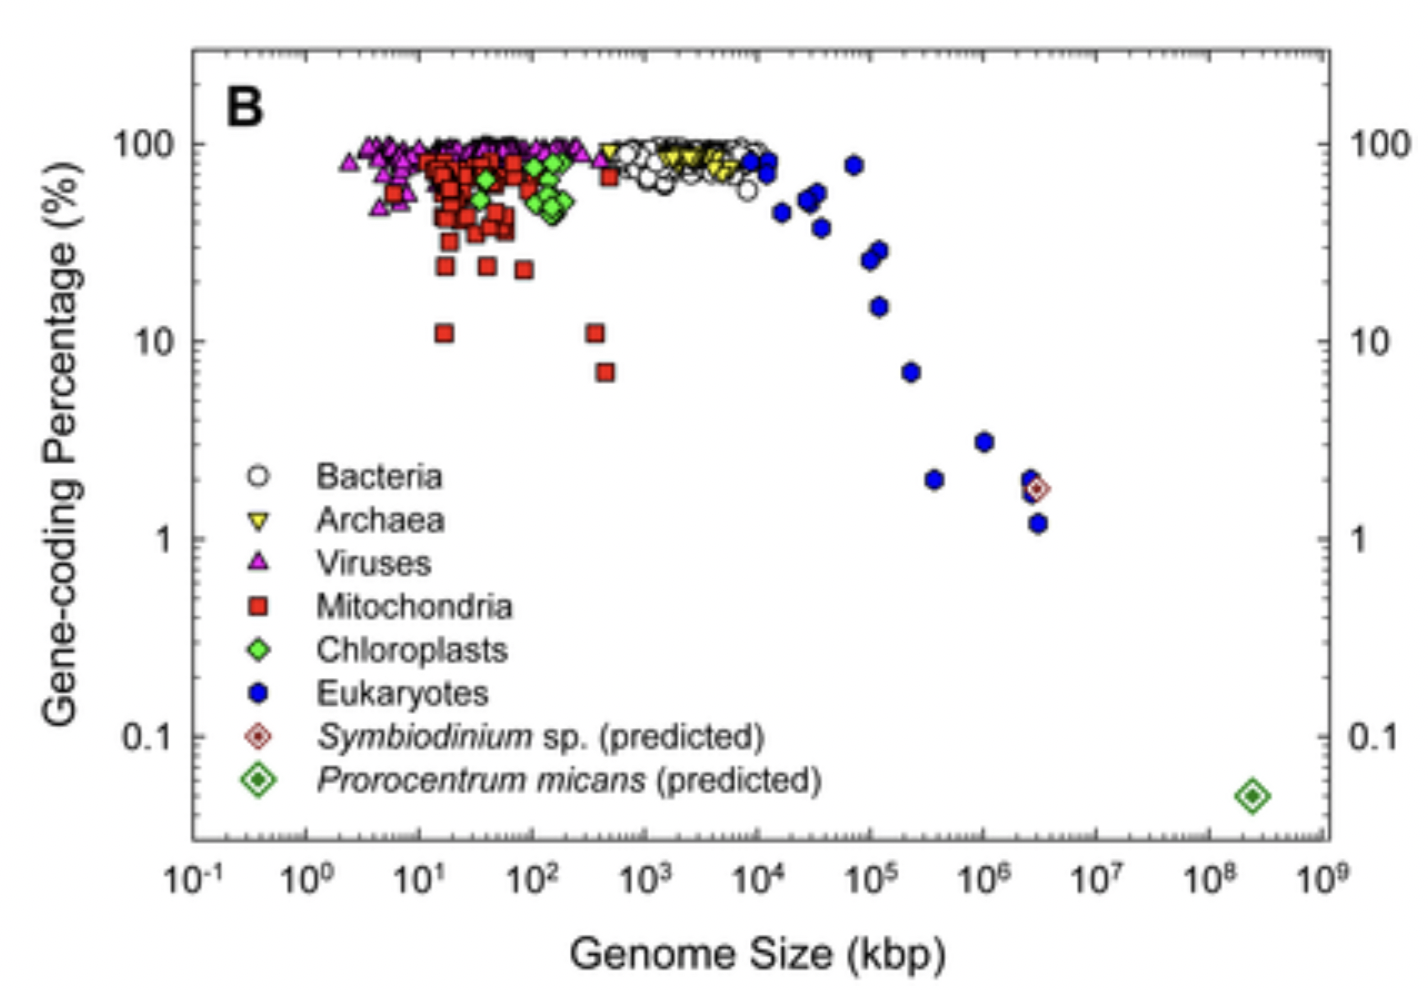 B
Gene-coding Percentage (%)
100
10
1
0.1
100
10
1
0.1
Bacteria
Archaea
Viruses
Mitochondria
Chloroplasts
Eukaryotes
Symbiodinium sp. (predicted)
Prorocentrum micans (predicted)
10⁻¹ 10⁰ 10¹ 10² 10³ 10⁴ 10⁵ 10⁶ 10⁷ 10⁸ 10⁹
Genome Size (kbp)